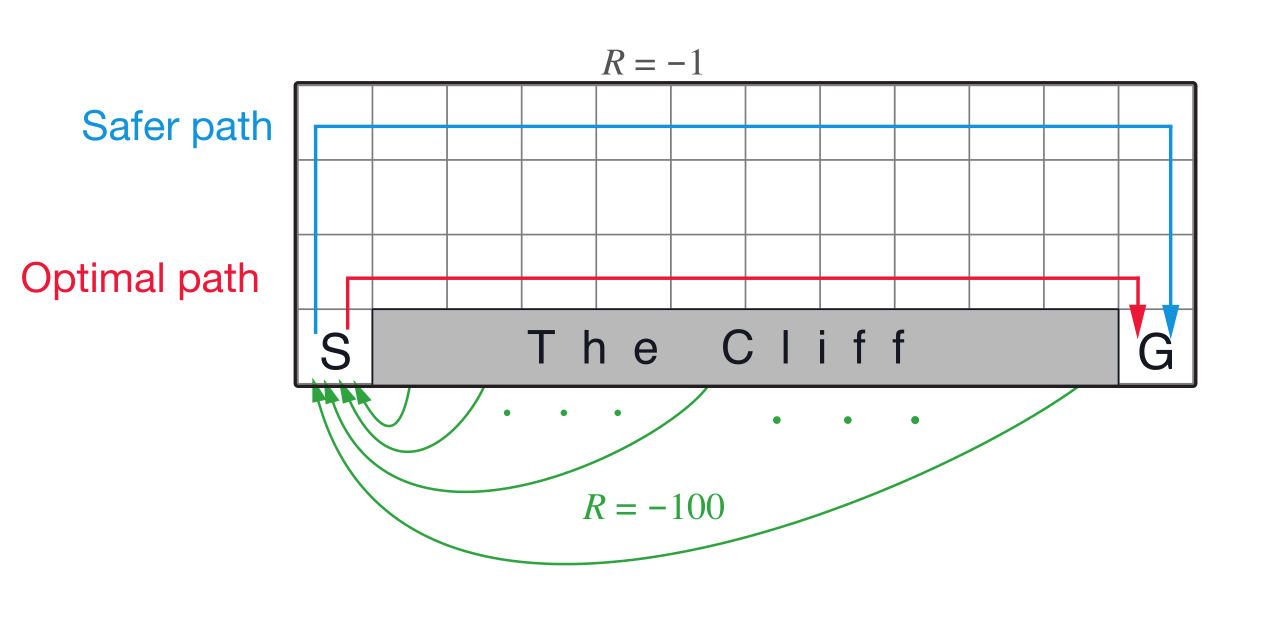 R = −1
Safer path
Optimal path
S
The Cliff
G
R = −100